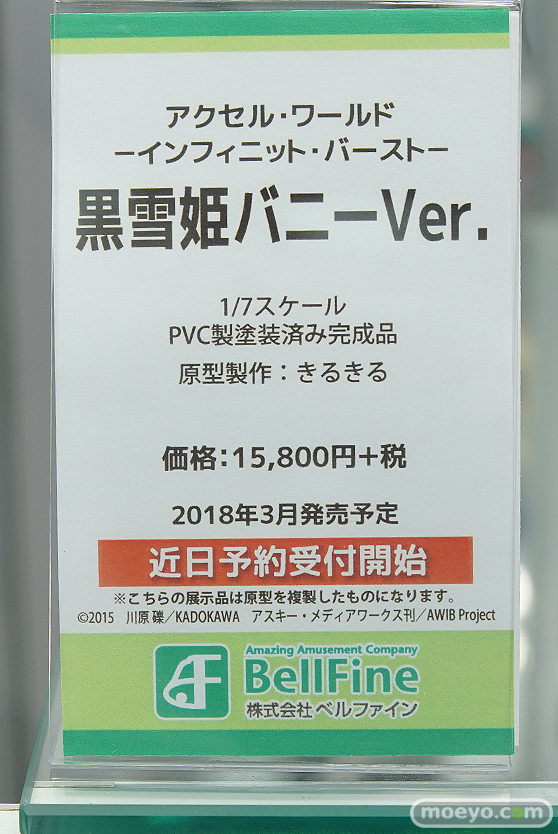 アクセル・ワールド
－インフィニット・バースト－
黒雪姫バニーVer.
1/7スケール
PVC製塗装済み完成品
原型製作：きるきる
価格：15,800円＋税
2018年3月発売予定
近日予約受付開始
※こちらの展示品は原型を複製したものになります。
©2015　川原 礫／KADOKAWA　アスキー・メディアワークス刊／AWIB Project
Amazing Amusement Company
BellFine
株式会社ベルファイン
moeyo.com